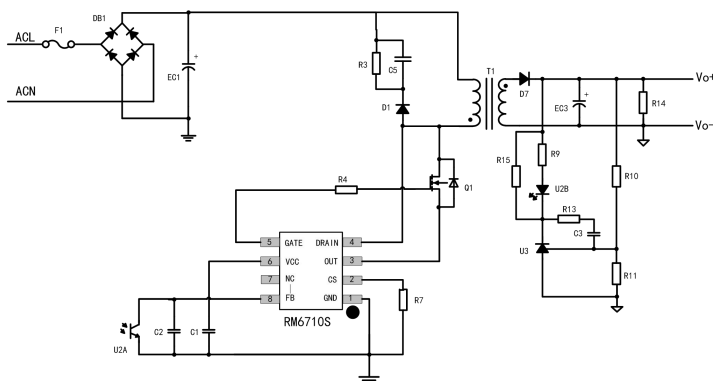 DB1
F1
ACL
ACN
EC1
+
R3
C5
D1
T1
D7
EC3
+
R14
Vo+
Vo-
R15
R9
U2B
R10
R13
C3
U3
R11
R4
Q1
5 GATE DRAIN 4
6 VCC OUT 3
7 NC CS 2
8 FB GND 1
RM6710S
R7
C2
C1
U2A